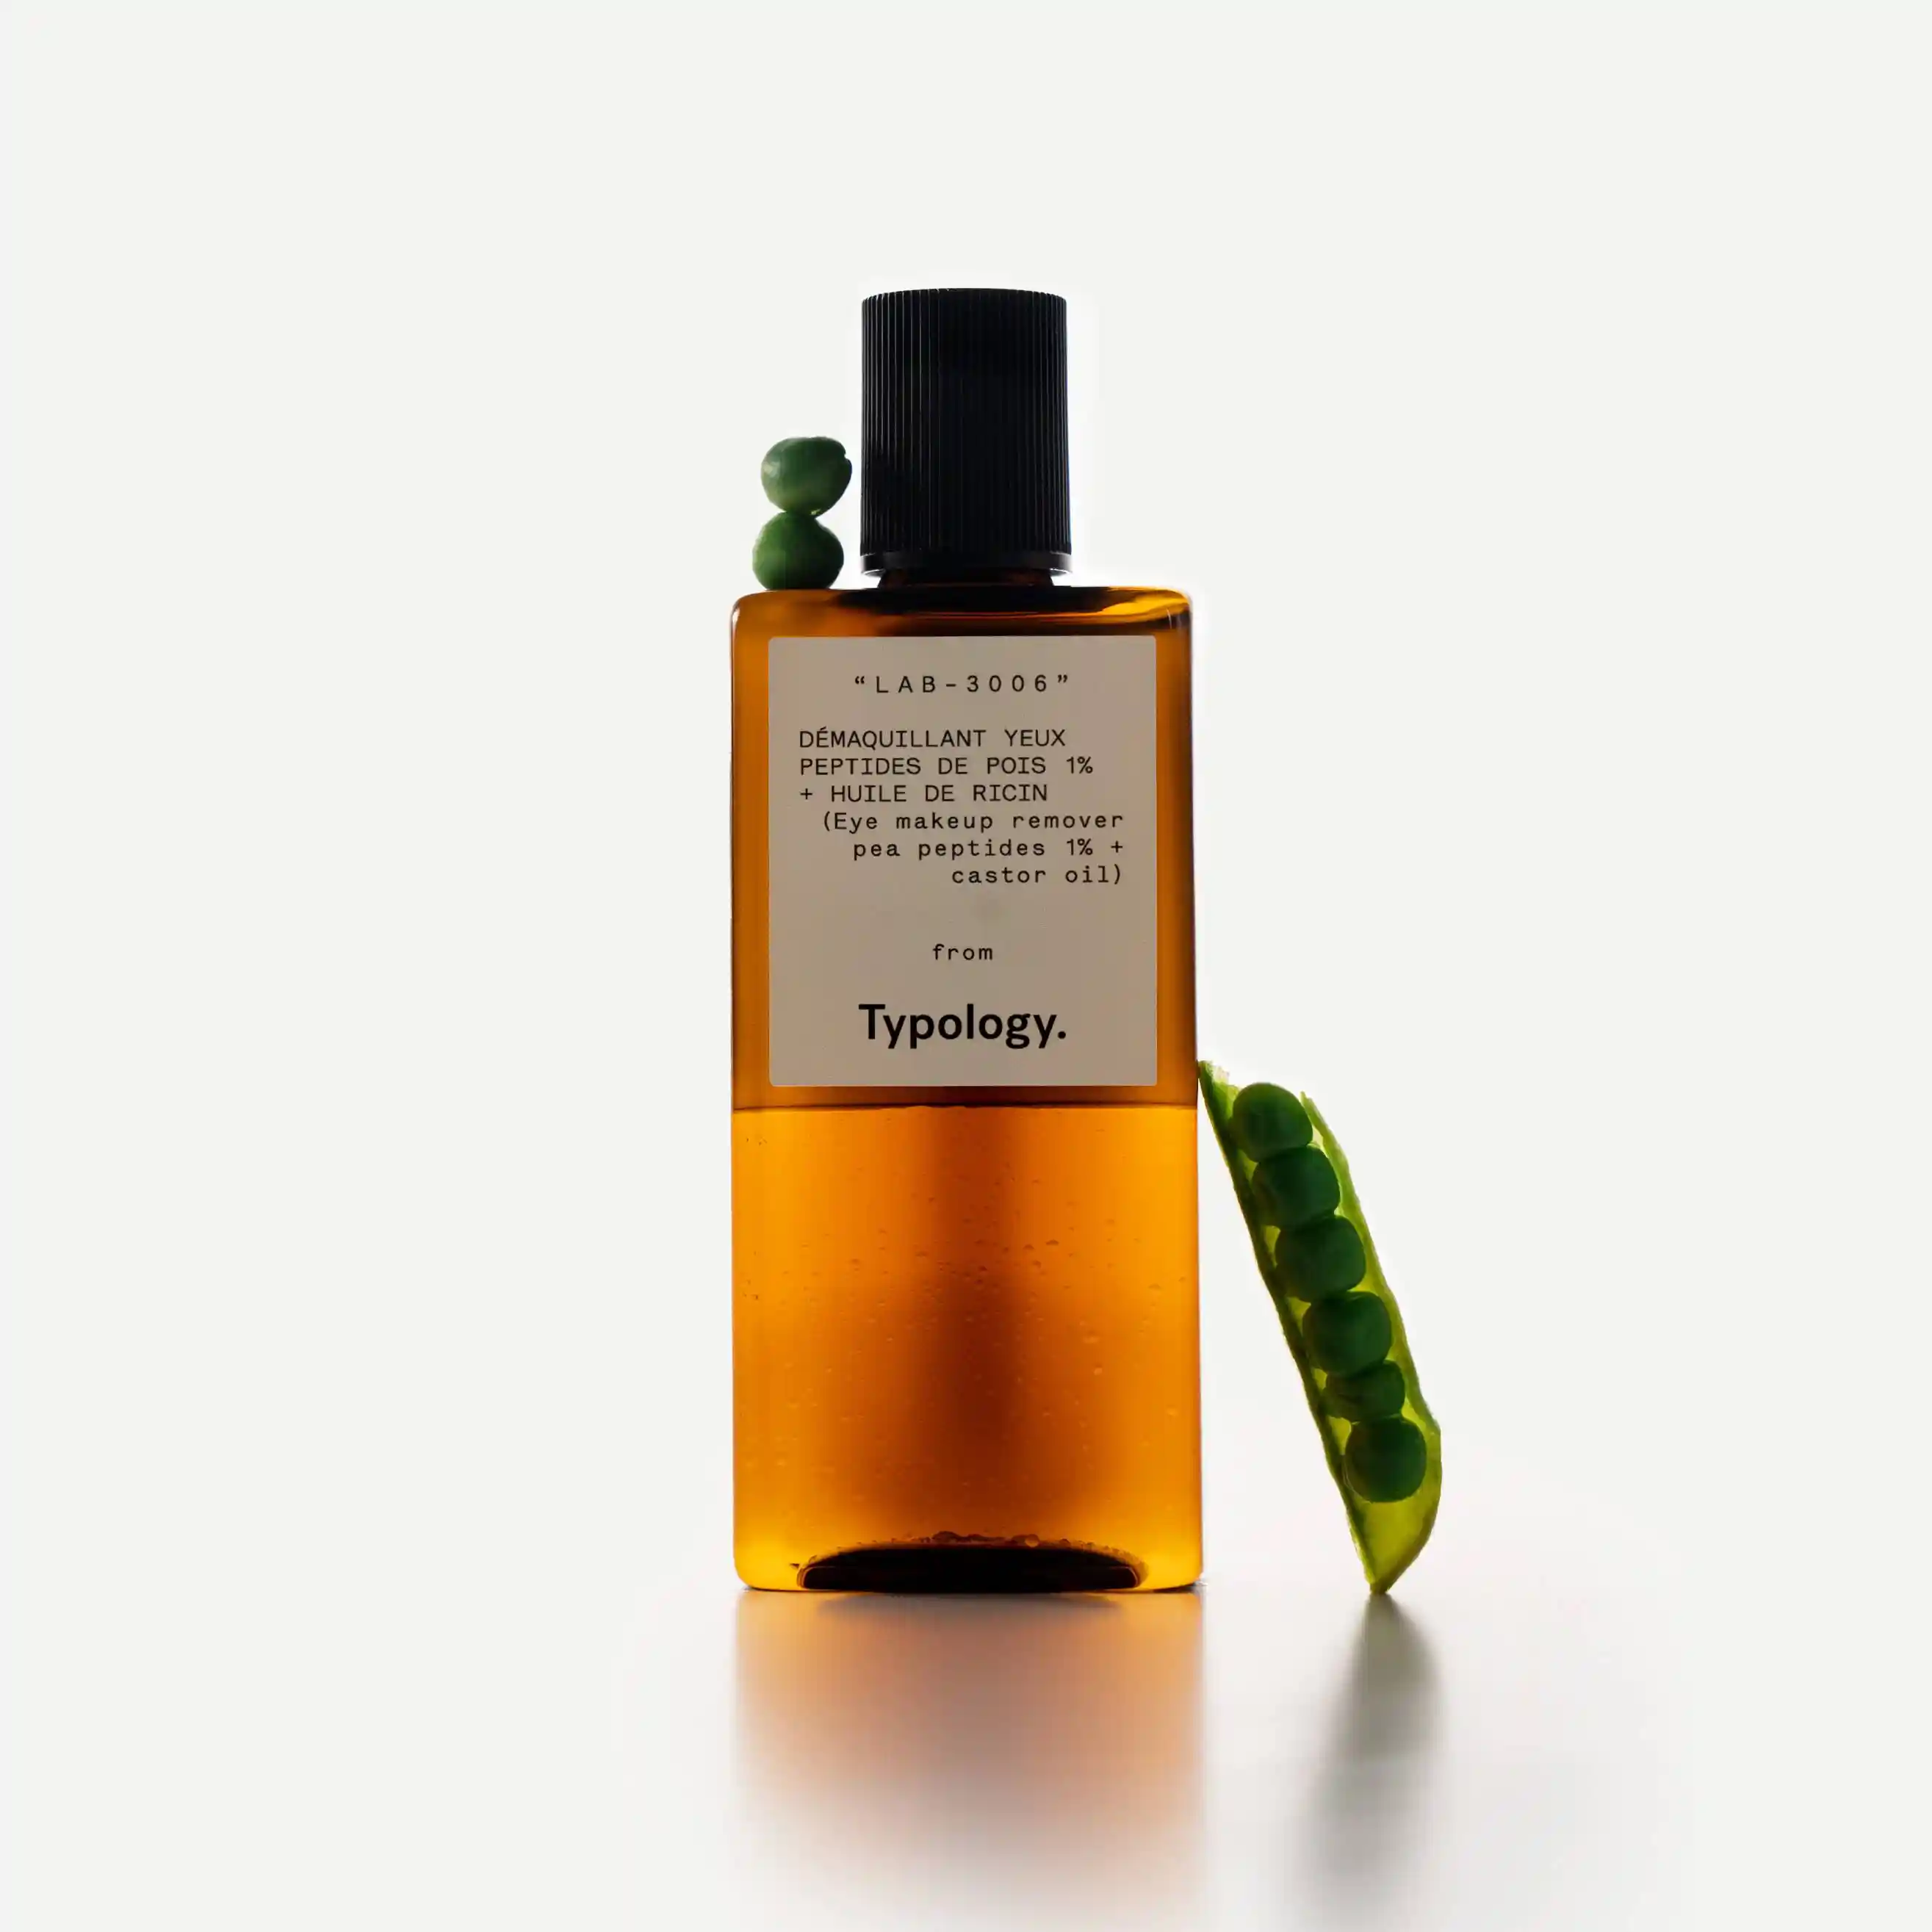 “LAB-3006”
DÉMAQUILLANT YEUX
PEPTIDES DE POIS 1%
+ HUILE DE RICIN
(Eye makeup remover
pea peptides 1% +
castor oil)
from
Typology.